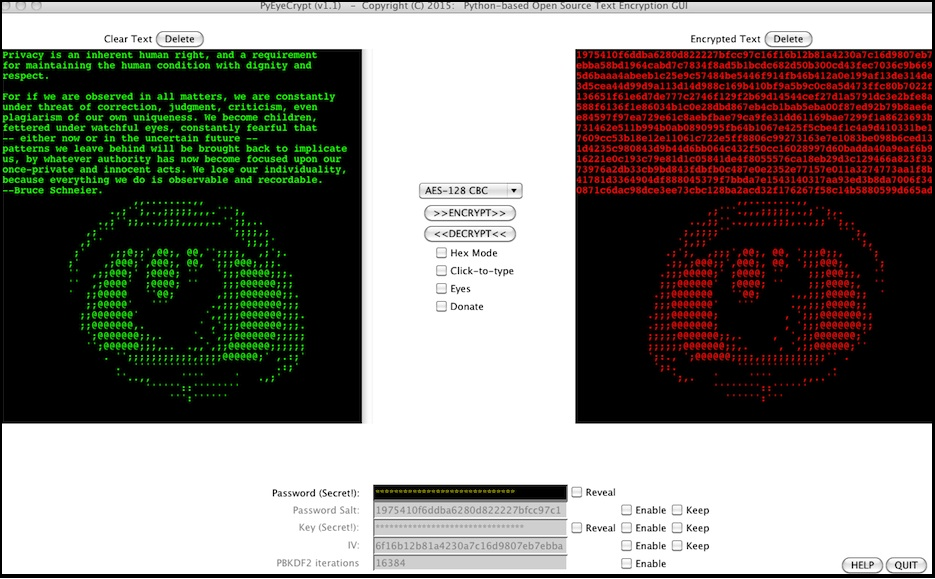 PyEyeCrypt (v1.1) – Copyright (C) 2015: Python-based Open Source Text Encryption GUI
Clear Text Delete
Privacy is an inherent human right, and a requirement
for maintaining the human condition with dignity and
respect.
For if we are observed in all matters, we are constantly
under threat of correction, judgment, criticism, even
plagiarism of our own uniqueness. We become children,
fettered under watchful eyes, constantly fearful that
-- either now or in the uncertain future --
patterns we leave behind will be brought back to implicate
us, by whatever authority has now become focused upon our
once-private and innocent acts. We lose our individuality,
because everything we do is observable and recordable.
--Bruce Schneier.
AES-128 CBC
>>ENCRYPT>>
<<DECRYPT<<
Hex Mode
Click-to-type
Eyes
Donate
Encrypted Text Delete
1975410f6ddba6280d822227bfcc97c16f16b12b81a4230a7c16d9807eb7
ebba58bd1964cabd7c7834f8ad5b1bcdc682d50b300cd43fec7036c9b669
5d6baaa4abeeb1c25e9c57484be5446f914fb46b412a0e199af13de314de
3d5cea44d99d9a113d14d988c169b410bf9a5b9c0c8a5d473ffc80b7022f
136651f61e6d7de777c2746f129f2b69d14544cef27d1a5791dc3e2bfe8a
Password (Secret!): ****************************** Reveal
Password Salt: 1975410f6ddba6280d822227bfcc97c1 Enable Keep
Key (Secret!): ******************************** Reveal Enable Keep
IV: 6f16b12b81a4230a7c16d9807eb7ebba Enable Keep
PBKDF2 iterations 16384 Enable
HELP QUIT